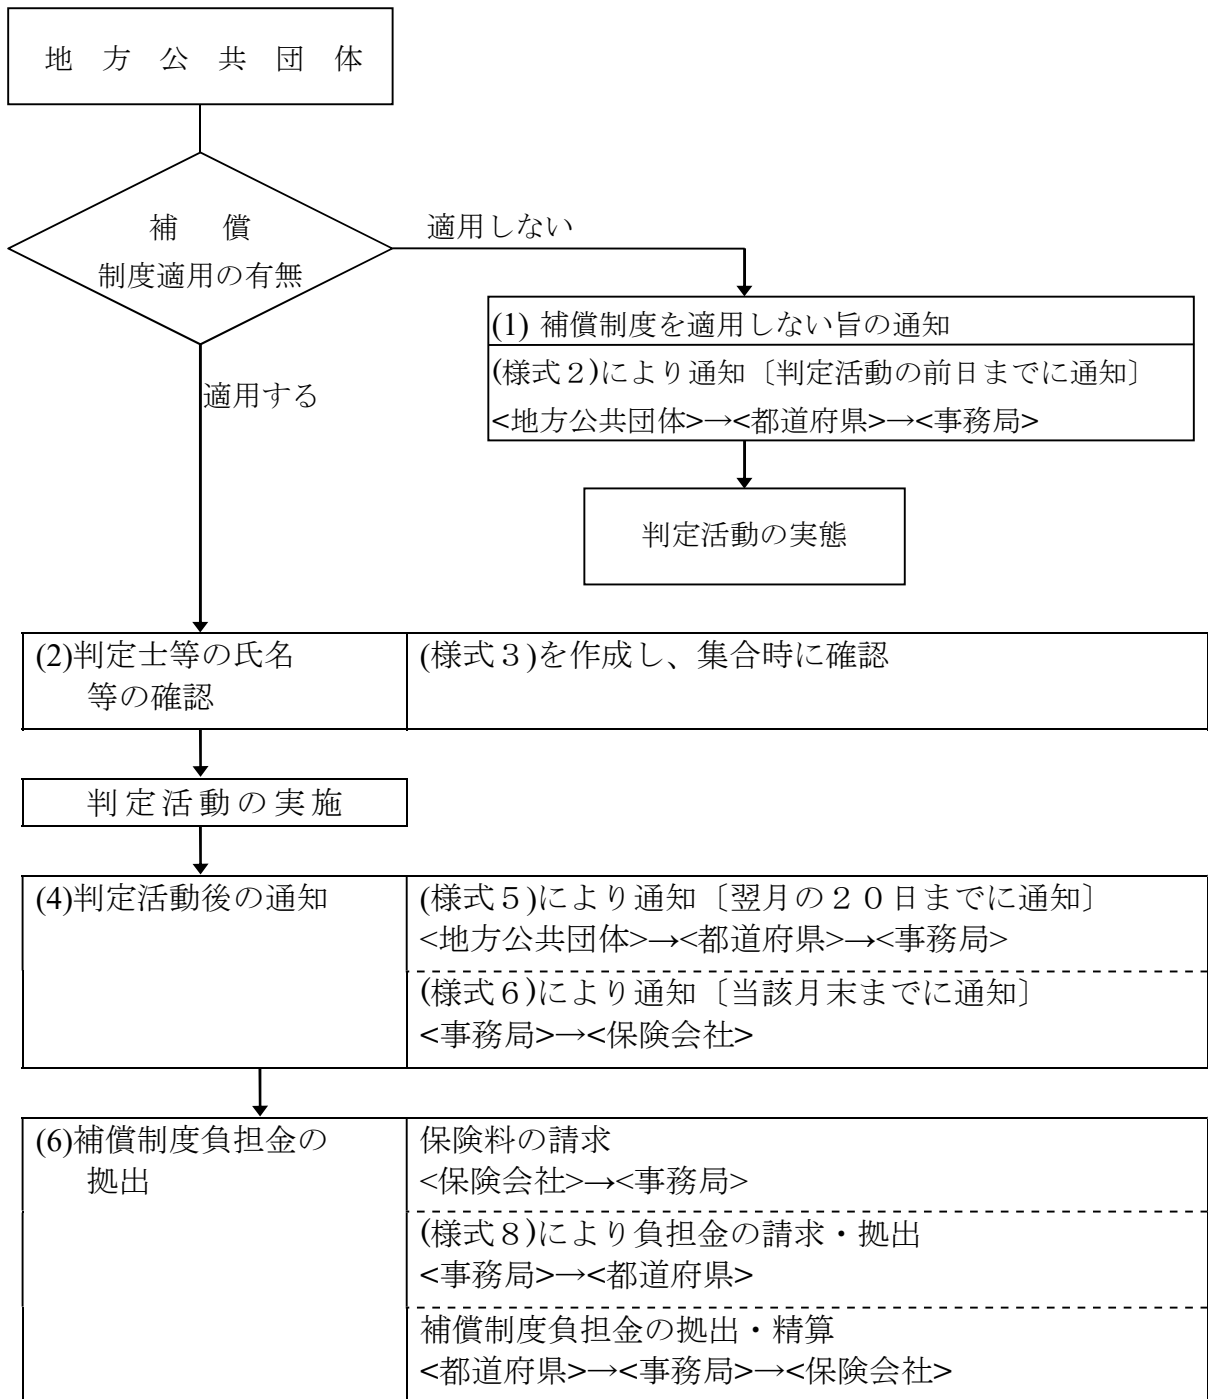 地 方 公 共 団 体
補 償
制度適用の有無
適用しない
(1) 補償制度を適用しない旨の通知
(様式２)により通知〔判定活動の前日までに通知〕
<地方公共団体>→<都道府県>→<事務局>
適用する
判定活動の実態
(2)判定士等の氏名
等の確認
(様式３)を作成し、集合時に確認
判定活動の実施
(4)判定活動後の通知
(様式５)により通知〔翌月の２０日までに通知〕
<地方公共団体>→<都道府県>→<事務局>
(様式６)により通知〔当該月末までに通知〕
<事務局>→<保険会社>
(6)補償制度負担金の
拠出
保険料の請求
<保険会社>→<事務局>
(様式８)により負担金の請求・拠出
<事務局>→<都道府県>
補償制度負担金の拠出・精算
<都道府県>→<事務局>→<保険会社>